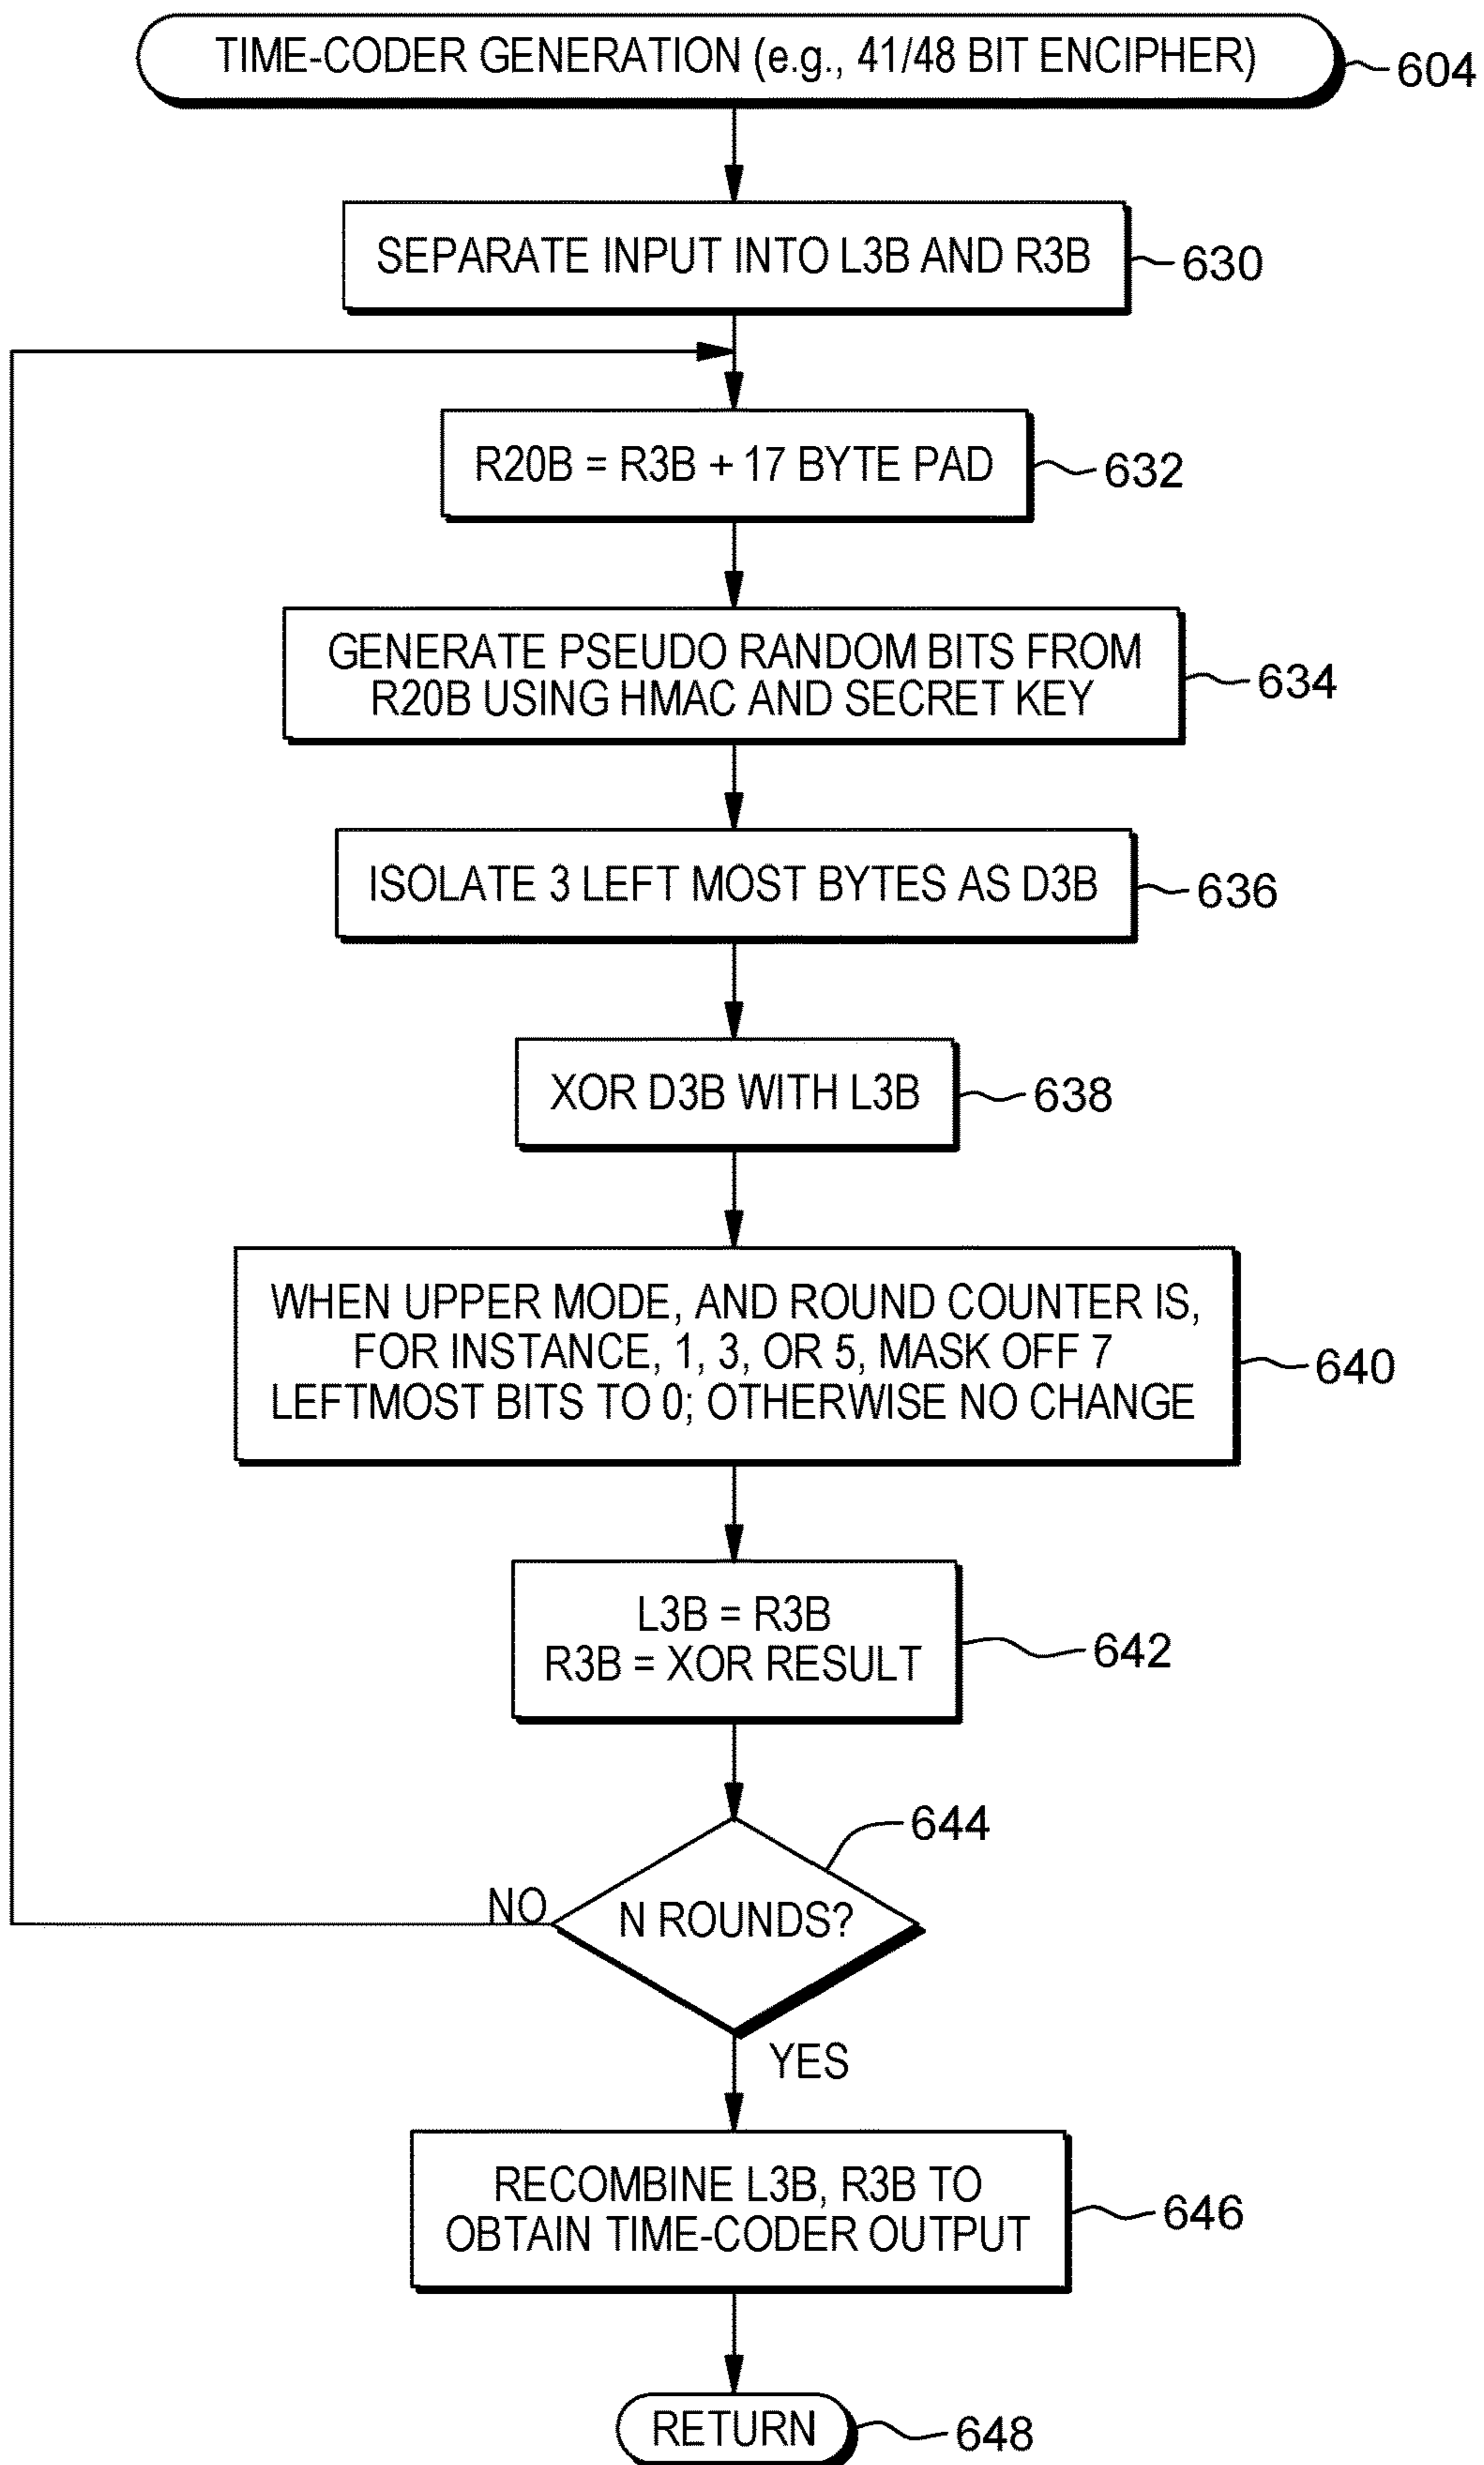 TIME-CODER GENERATION (e.g., 41/48 BIT ENCIPHER)
604
SEPARATE INPUT INTO L3B AND R3B
630
R20B = R3B + 17 BYTE PAD
632
GENERATE PSEUDO RANDOM BITS FROM
R20B USING HMAC AND SECRET KEY
634
ISOLATE 3 LEFT MOST BYTES AS D3B
636
XOR D3B WITH L3B
638
WHEN UPPER MODE, AND ROUND COUNTER IS,
FOR INSTANCE, 1, 3, OR 5, MASK OFF 7
LEFTMOST BITS TO 0; OTHERWISE NO CHANGE
640
L3B = R3B
R3B = XOR RESULT
642
644
NO
N ROUNDS?
YES
RECOMBINE L3B, R3B TO
OBTAIN TIME-CODER OUTPUT
646
RETURN
648